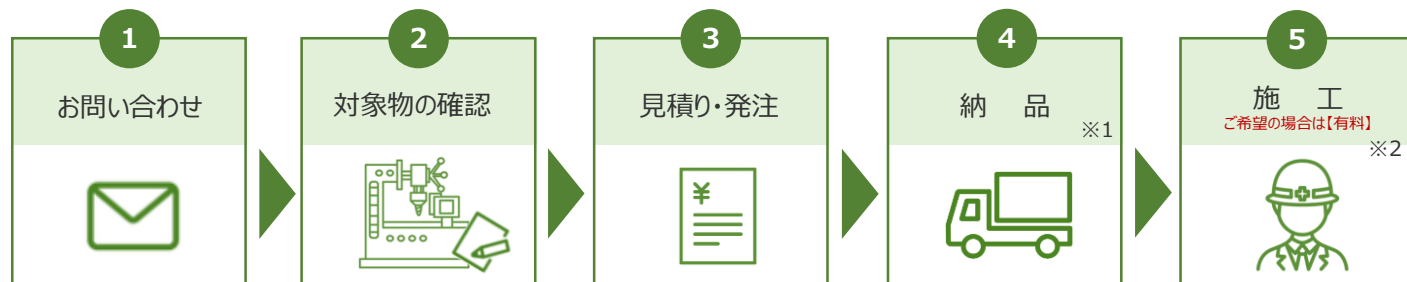 1
お問い合わせ
2
対象物の確認
3
見積り・発注
¥
4
納　品
※1
5
施　工
ご希望の場合は【有料】
※2